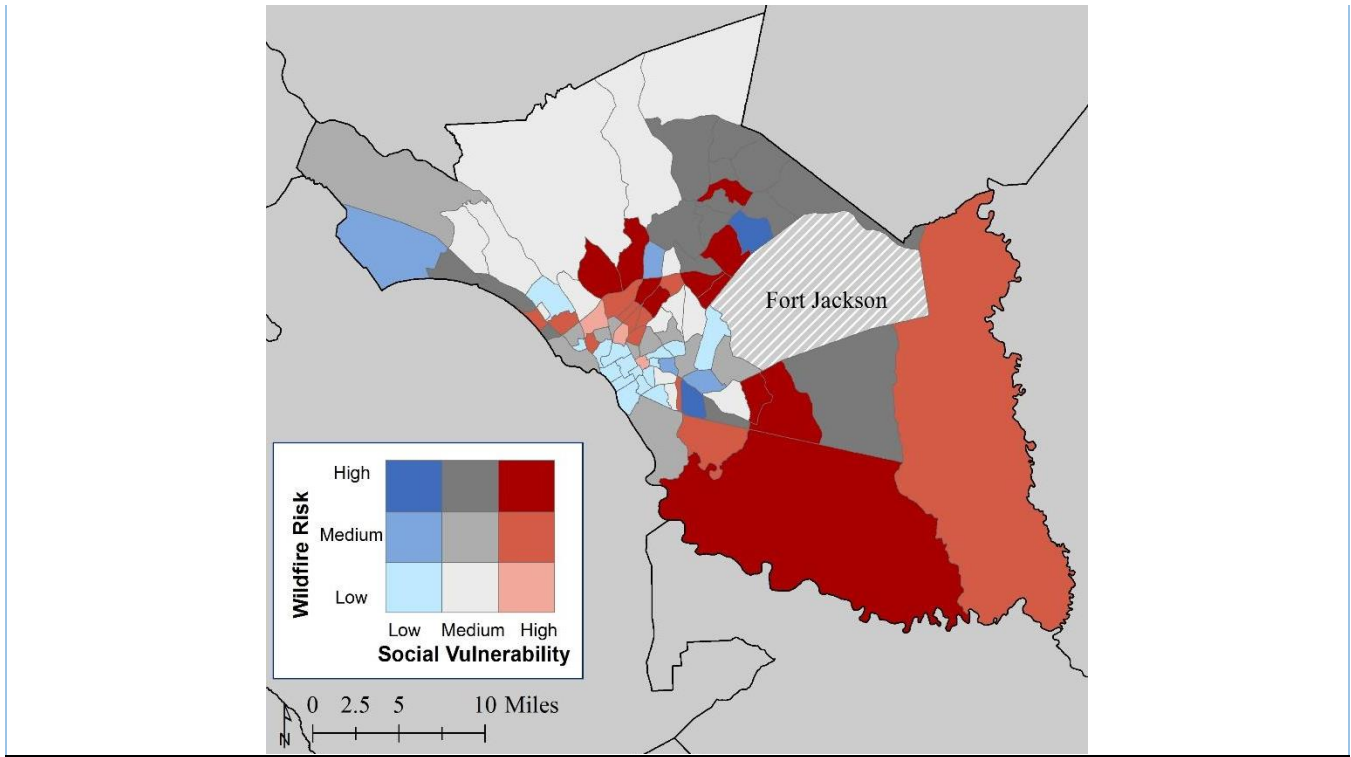 Fort Jackson
Wildfire Risk
High
Medium
Low
Low Medium High
Social Vulnerability
0 2.5 5 10 Miles
N